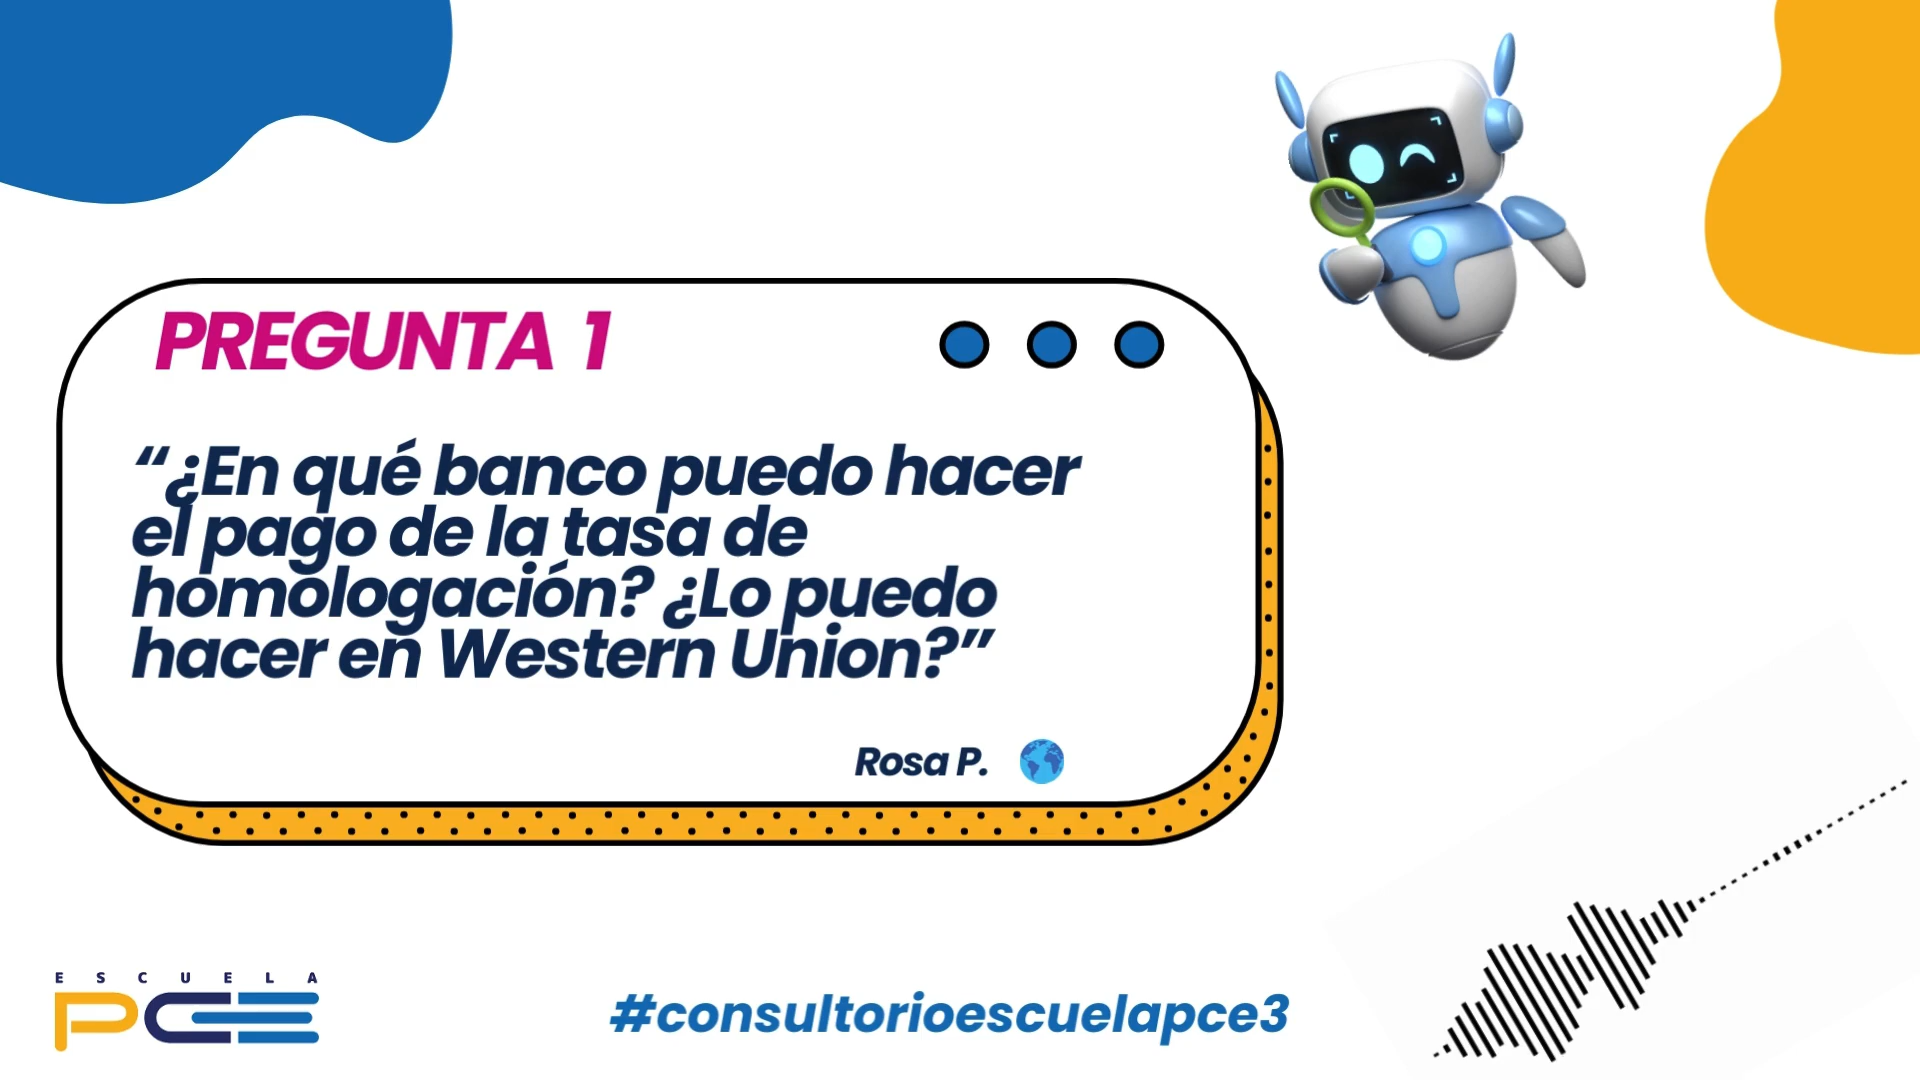 PREGUNTA 1
“¿En qué banco puedo hacer
el pago de la tasa de
homologación? ¿Lo puedo
hacer en Western Union?”
Rosa P.
ESCUELA
PCE
#consultorioescuelapce3